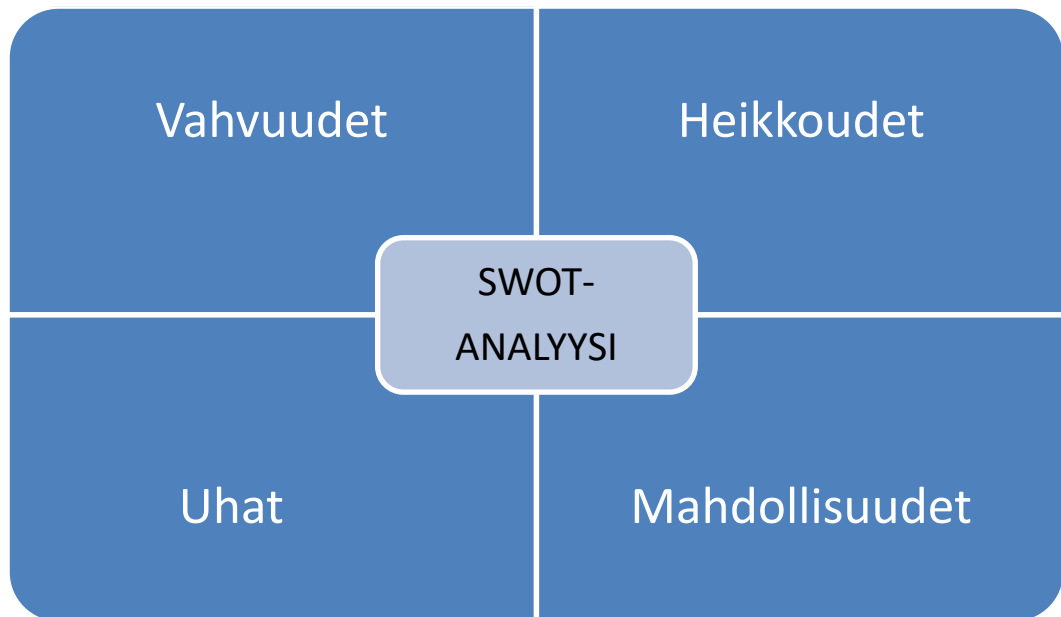 Vahvuudet
Heikkoudet
SWOT-
ANALYYSI
Uhat
Mahdollisuudet